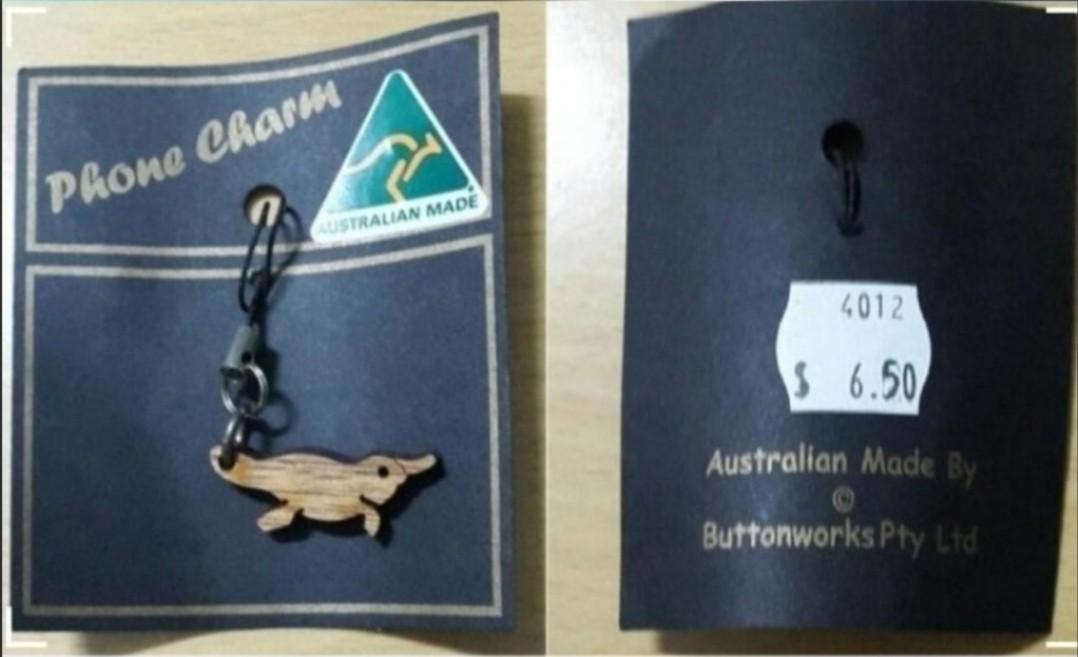 Phone Charm
AUSTRALIAN MADE
4012
$ 6.50
Australian Made By
©
Buttonworks Pty Ltd